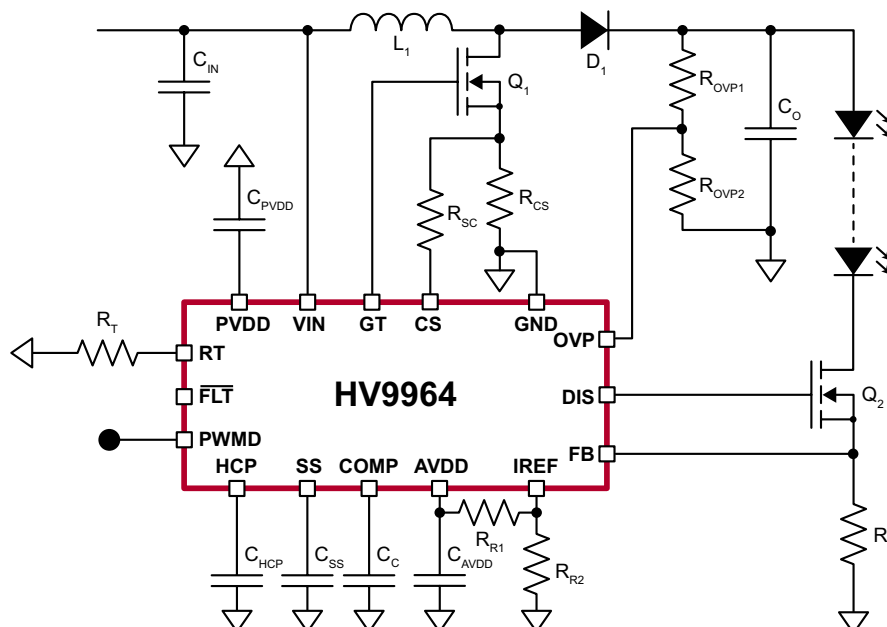 C_IN
L_1
D_1
Q_1
R_OVP1
C_O
R_OVP2
C_PVDD
R_SC
R_CS
R_T
PVDD
VIN
GT
CS
GND
OVP
RT
FLT
HV9964
DIS
Q_2
PWMD
FB
HCP
SS
COMP
AVDD
IREF
R_R1
R
C_HCP
C_SS
C_C
C_AVDD
R_R2